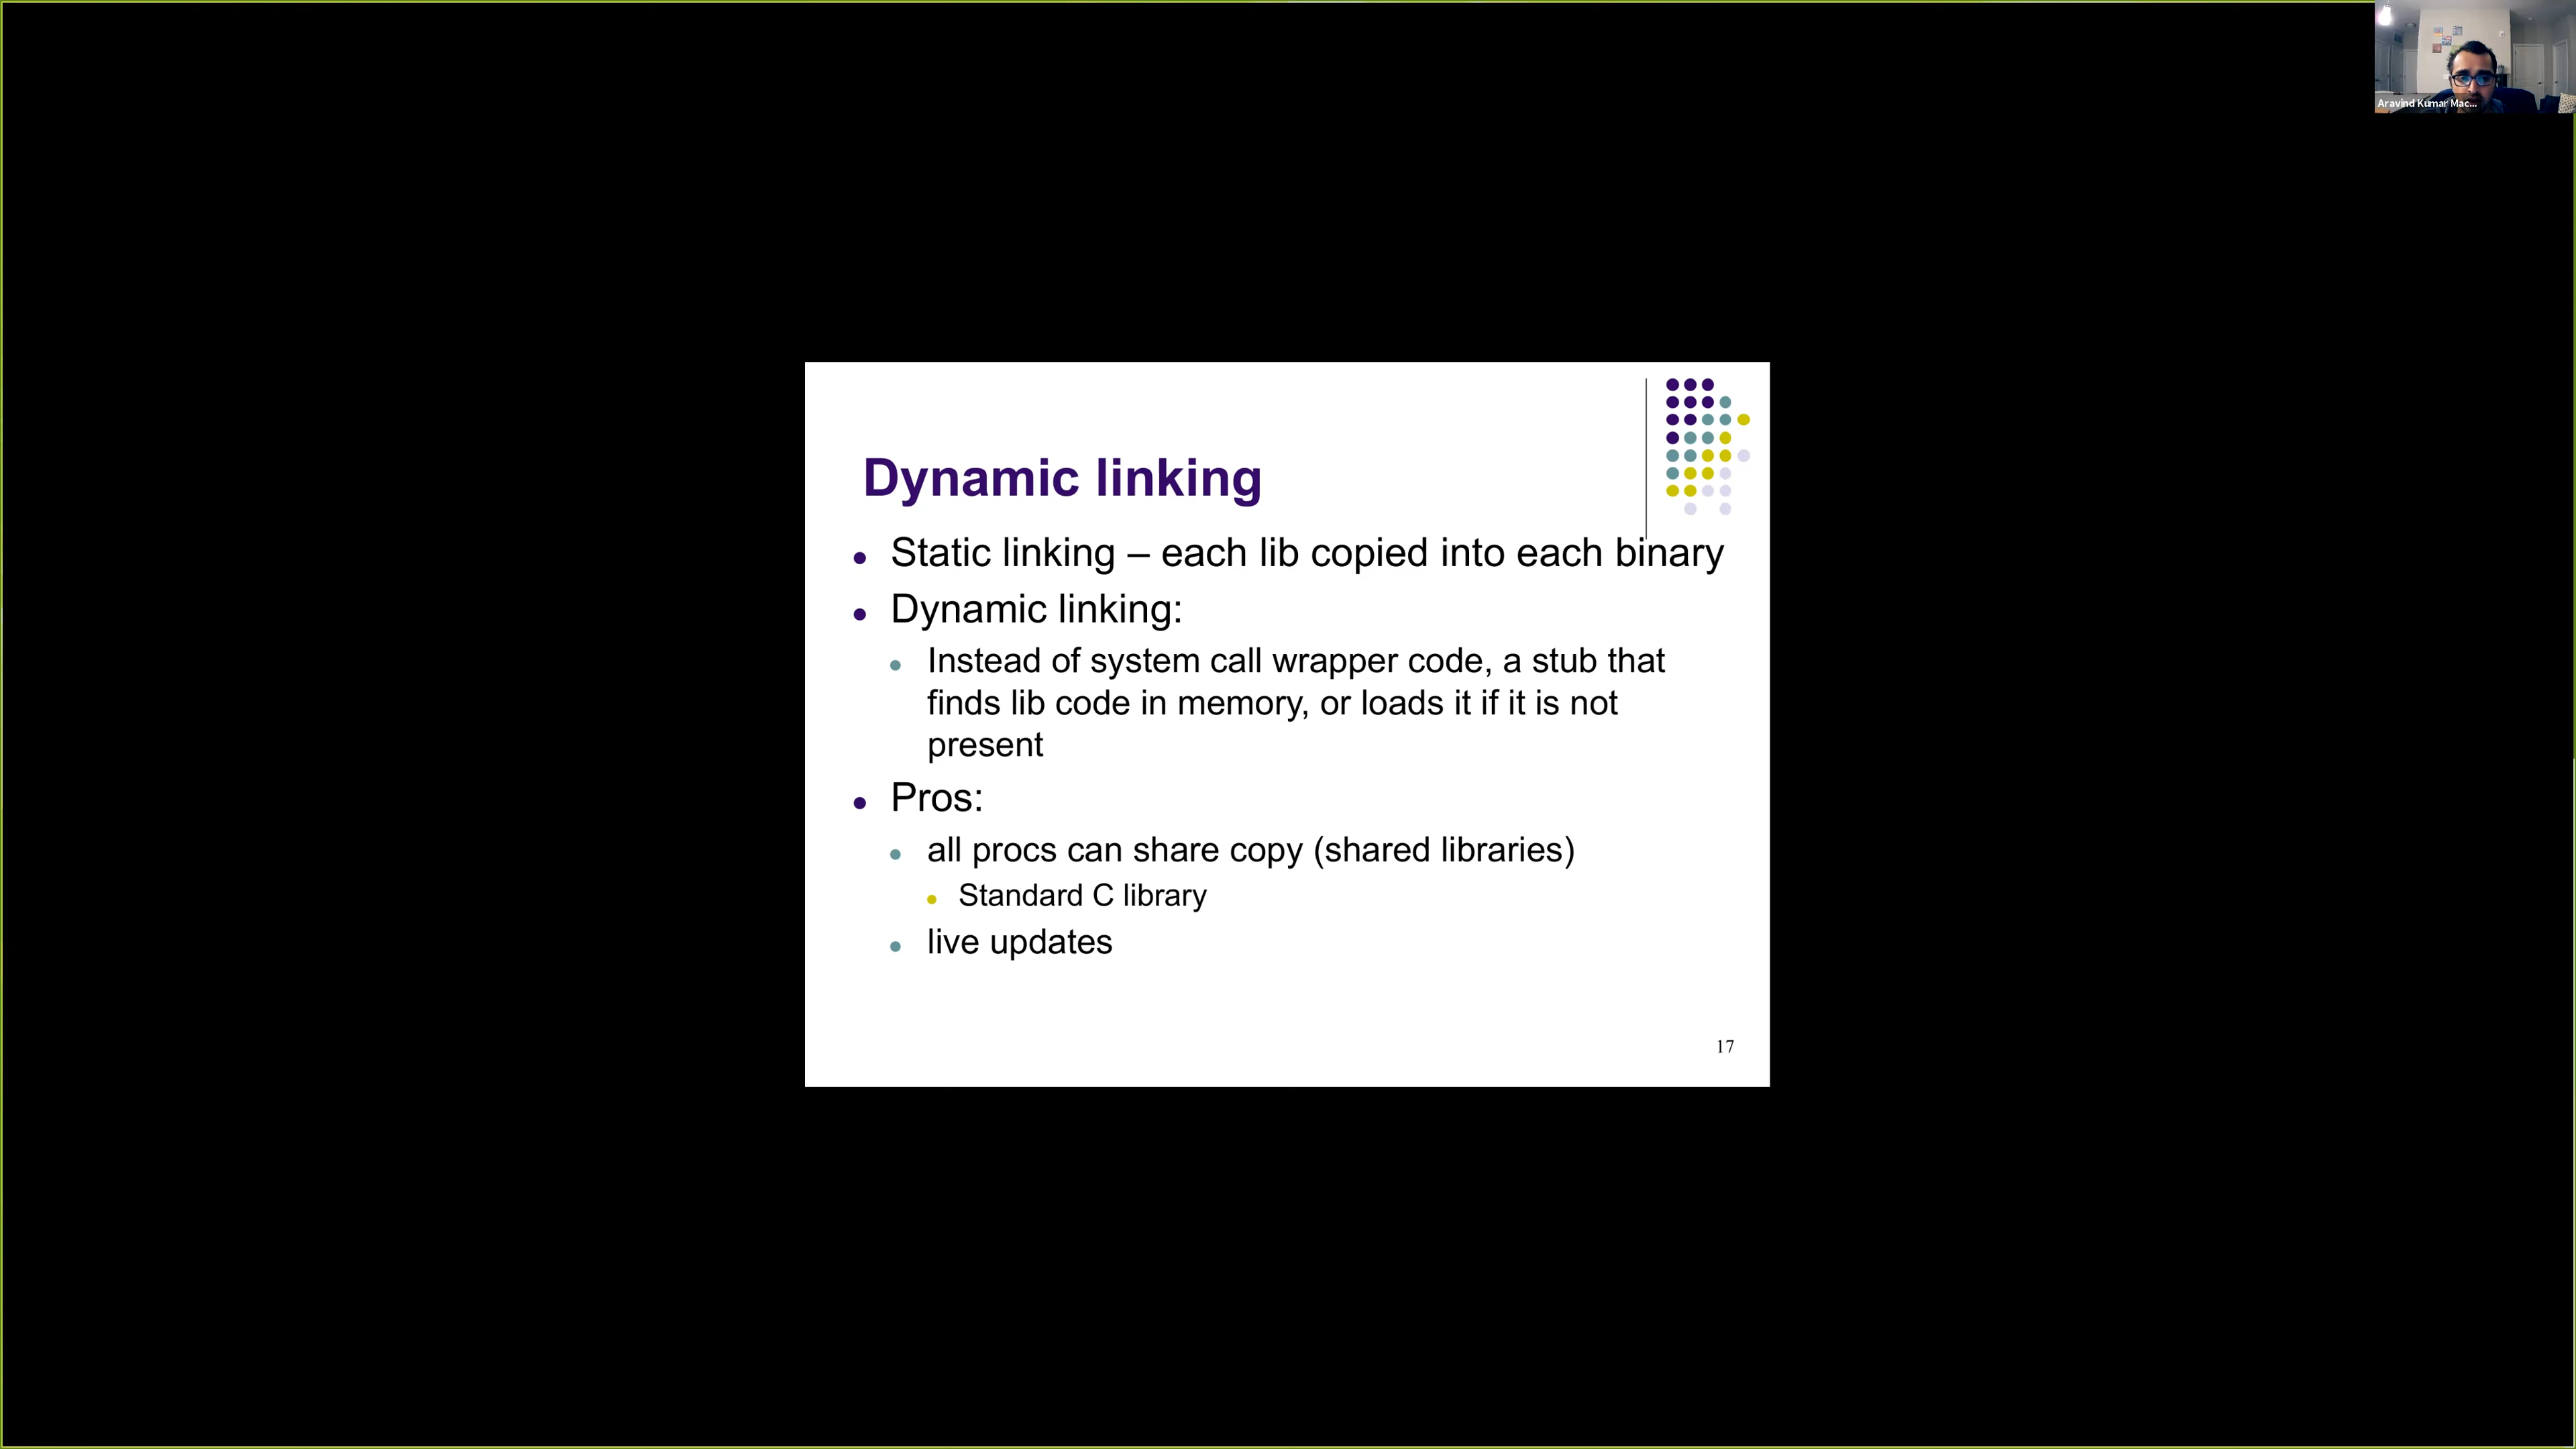 Aravind Kumar Mac...
Dynamic linking
Static linking – each lib copied into each binary
Dynamic linking:
Instead of system call wrapper code, a stub that
finds lib code in memory, or loads it if it is not
present
Pros:
all procs can share copy (shared libraries)
Standard C library
live updates
17